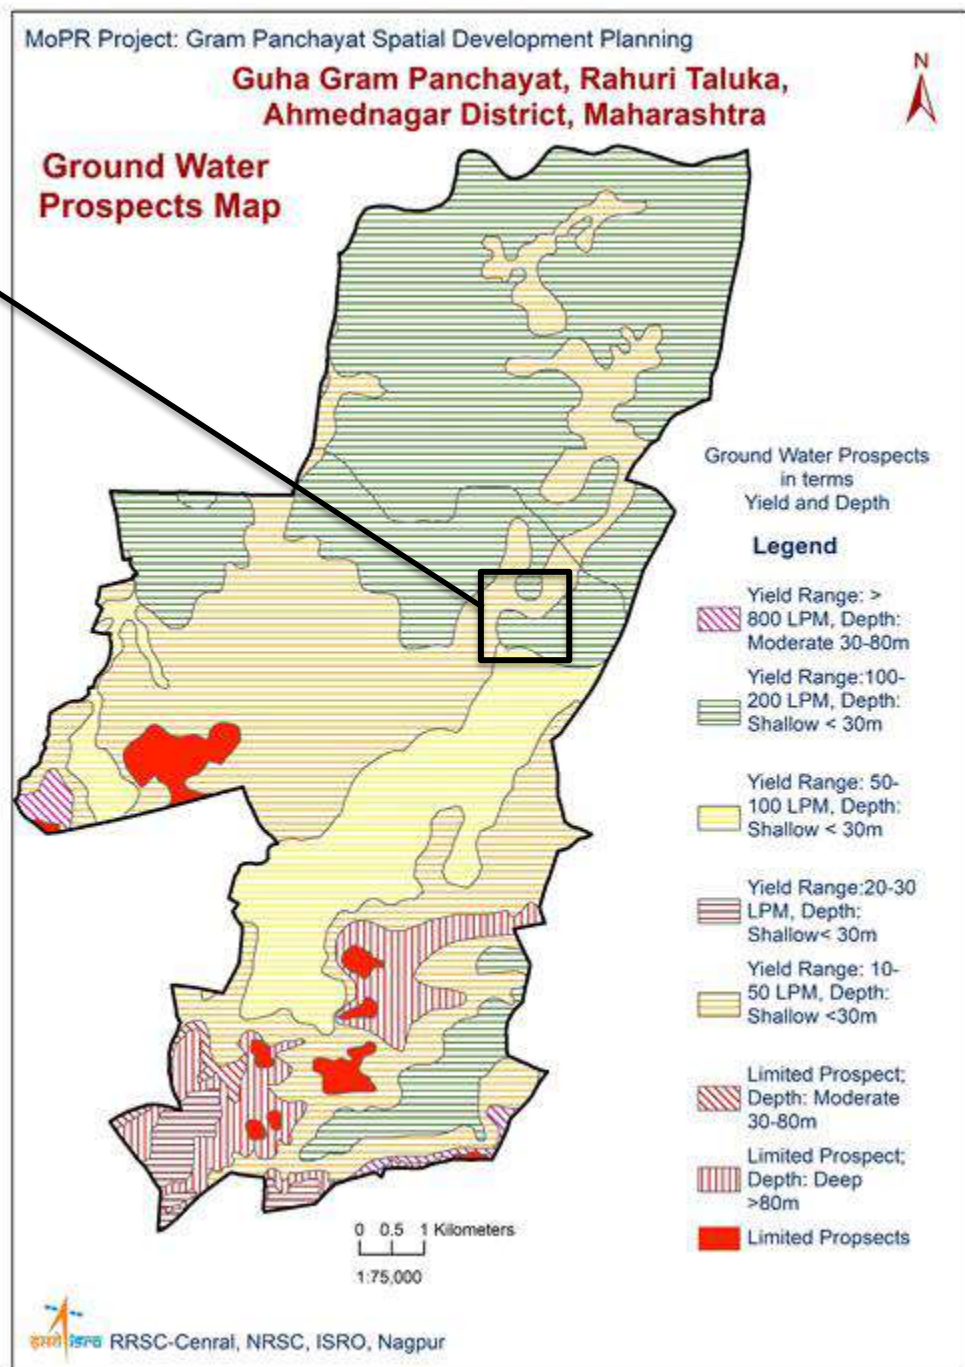 MoPR Project: Gram Panchayat Spatial Development Planning
Guha Gram Panchayat, Rahuri Taluka,
Ahmednagar District, Maharashtra
N
Ground Water
Prospects Map
Ground Water Prospects
in terms
Yield and Depth
Legend
Yield Range: >
800 LPM, Depth:
Moderate 30-80m
Yield Range:100-
200 LPM, Depth:
Shallow < 30m
Yield Range: 50-
100 LPM, Depth:
Shallow < 30m
Yield Range:20-30
LPM, Depth:
Shallow< 30m
Yield Range: 10-
50 LPM, Depth:
Shallow <30m
Limited Prospect;
Depth: Moderate
30-80m
Limited Prospect;
Depth: Deep
>80m
Limited Propsects
0 0.5 1 Kilometers
1:75,000
इसरो isro RRSC-Cenral, NRSC, ISRO, Nagpur